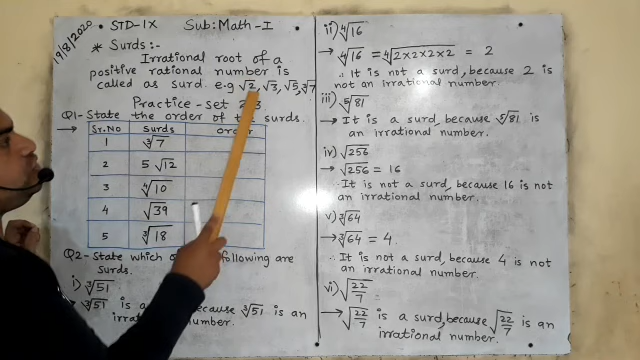 19/8/2020
STD-IX Sub: Math-I
* Surds:-
Irrational root of a
positive rational number is
called as surd. e.g √2, √3, √5, ∛7
Practice-set 2.3
Q1- State the order of the surds.
→ Sr.No surds order
1 ∛7
2 5√12
3 ∜10
4 √39
5 ∛18
Q2- State which of following are
surds.
i) ∛51
→ ∛51 is a because ∛51 is an
irrational number.
ii) ∜16
→ ∜16 = ∜2×2×2×2 = 2
∴ It is not a surd, because 2 is
not an irrational number.
iii) ⁵√81
→ It is a surd, because ⁵√81 is
an irrational number.
iv) √256
→ √256 = 16
∴ It is not a surd, because 16 is not
an irrational number.
v) ∛64
→ ∛64 = 4
∴ It is not a surd, because 4 is not
an irrational number.
vi) √22/7
→ √22/7 is a surd, because √22/7 is an
irrational number.